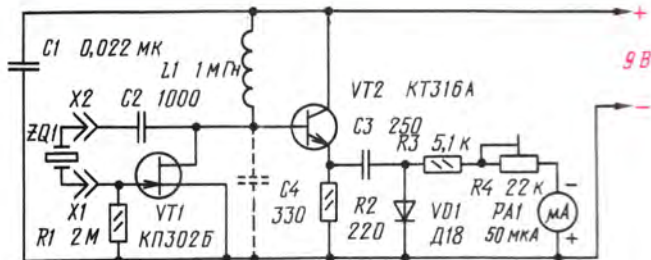 C1 0,022 мк
+
L1 1 мГн
9 В
X2
C2 1000
VT2 КТ316А
ZQ1
C3 250
R3 5,1 к
−
X1
C4 330
R2 220
R4 22 к
−
VT1 КП302Б
VD1 Д18
PA1 50 мкА
μA
+
R1 2 М